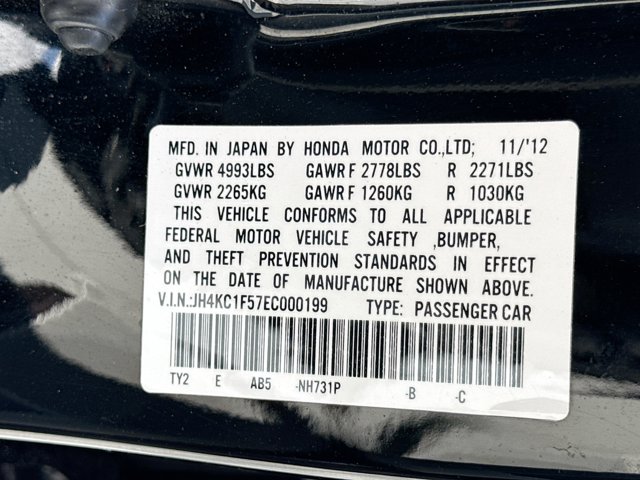 MFD. IN JAPAN BY HONDA MOTOR CO.,LTD; 11/'12
GVWR 4993LBS GAWR F 2778LBS R 2271LBS
GVWR 2265KG GAWR F 1260KG R 1030KG
THIS VEHICLE CONFORMS TO ALL APPLICABLE
FEDERAL MOTOR VEHICLE SAFETY ,BUMPER,
AND THEFT PREVENTION STANDARDS IN EFFECT
ON THE DATE OF MANUFACTURE SHOWN ABOVE.
V.I.N.:JH4KC1F57EC000199 TYPE: PASSENGER CAR
TY2 E AB5 -NH731P -B -C